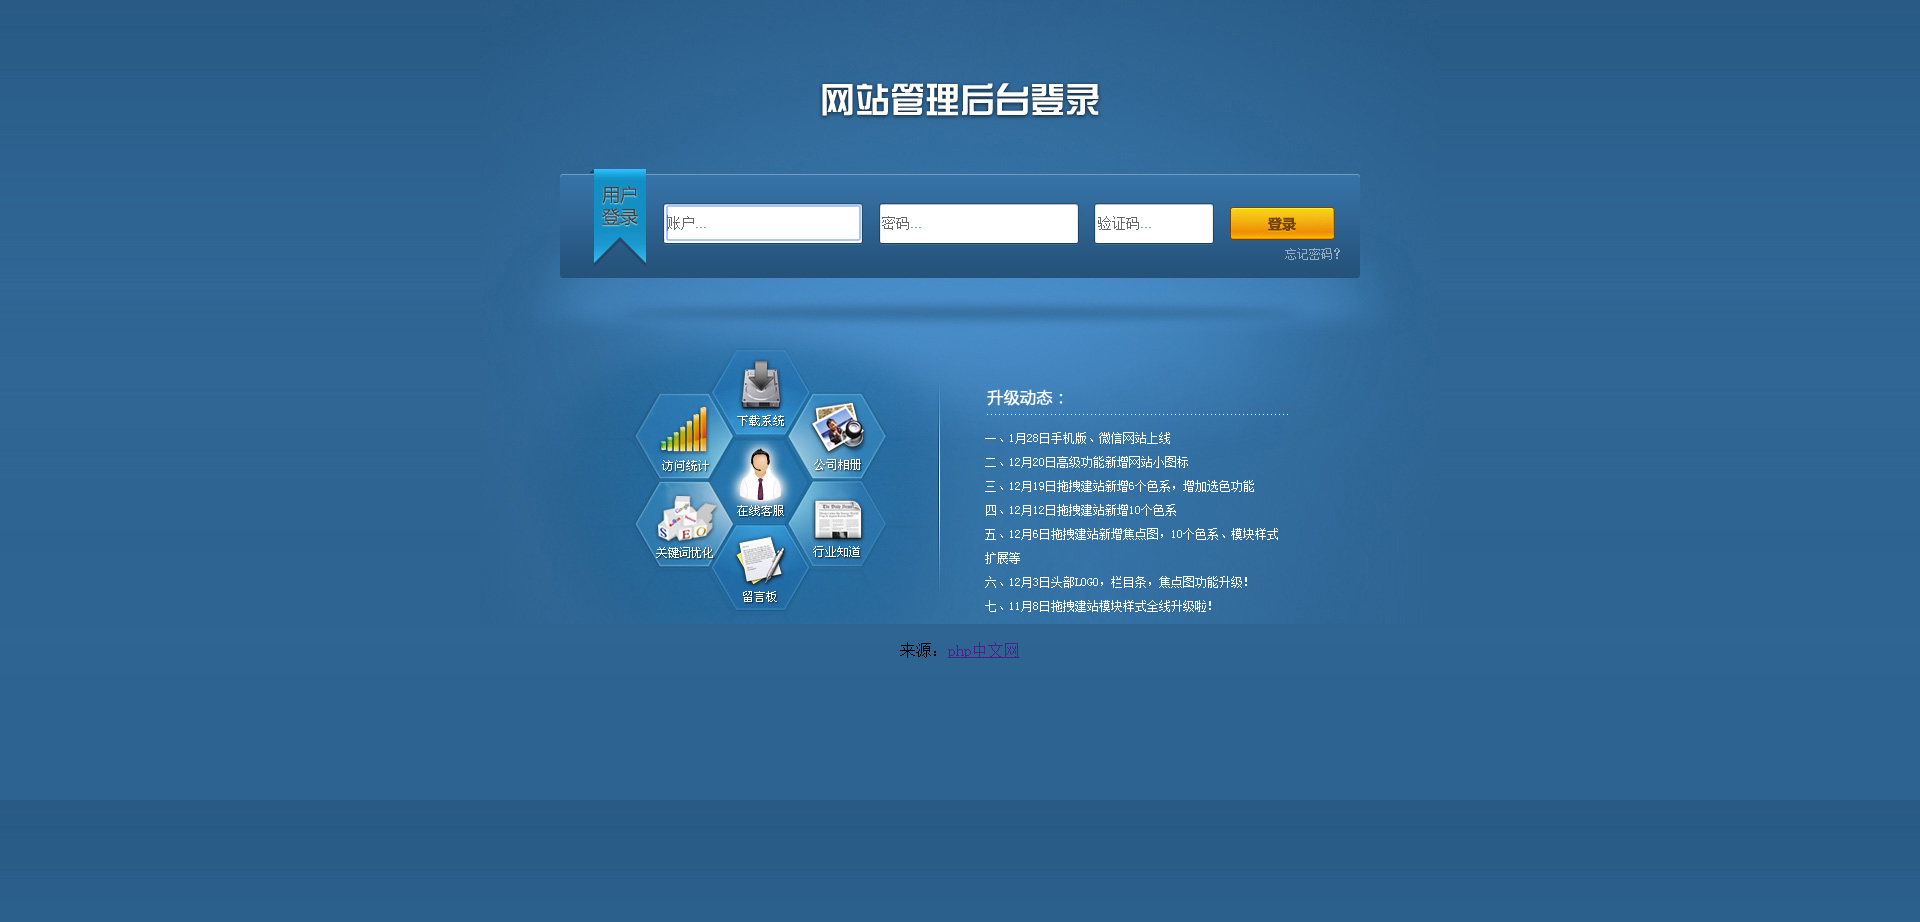 网站管理后台登录
用户
登录
账户...
密码...
验证码...
登录
忘记密码?
下载系统
访问统计
公司相册
在线客服
关键词优化
行业知道
留言板
升级动态：
一、1月28日手机版、微信网站上线
二、12月20日高级功能新增网站小图标
三、12月19日拖拽建站新增6个色系，增加选色功能
四、12月12日拖拽建站新增10个色系
五、12月6日拖拽建站新增焦点图，10个色系、模块样式
扩展等
六、12月3日头部LOGO，栏目条，焦点图功能升级！
七、11月8日拖拽建站模块样式全线升级啦！
来源：php中文网